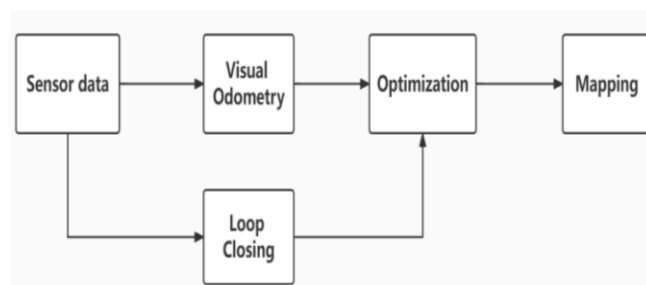 Sensor data
Visual
Odometry
Optimization
Mapping
Loop
Closing